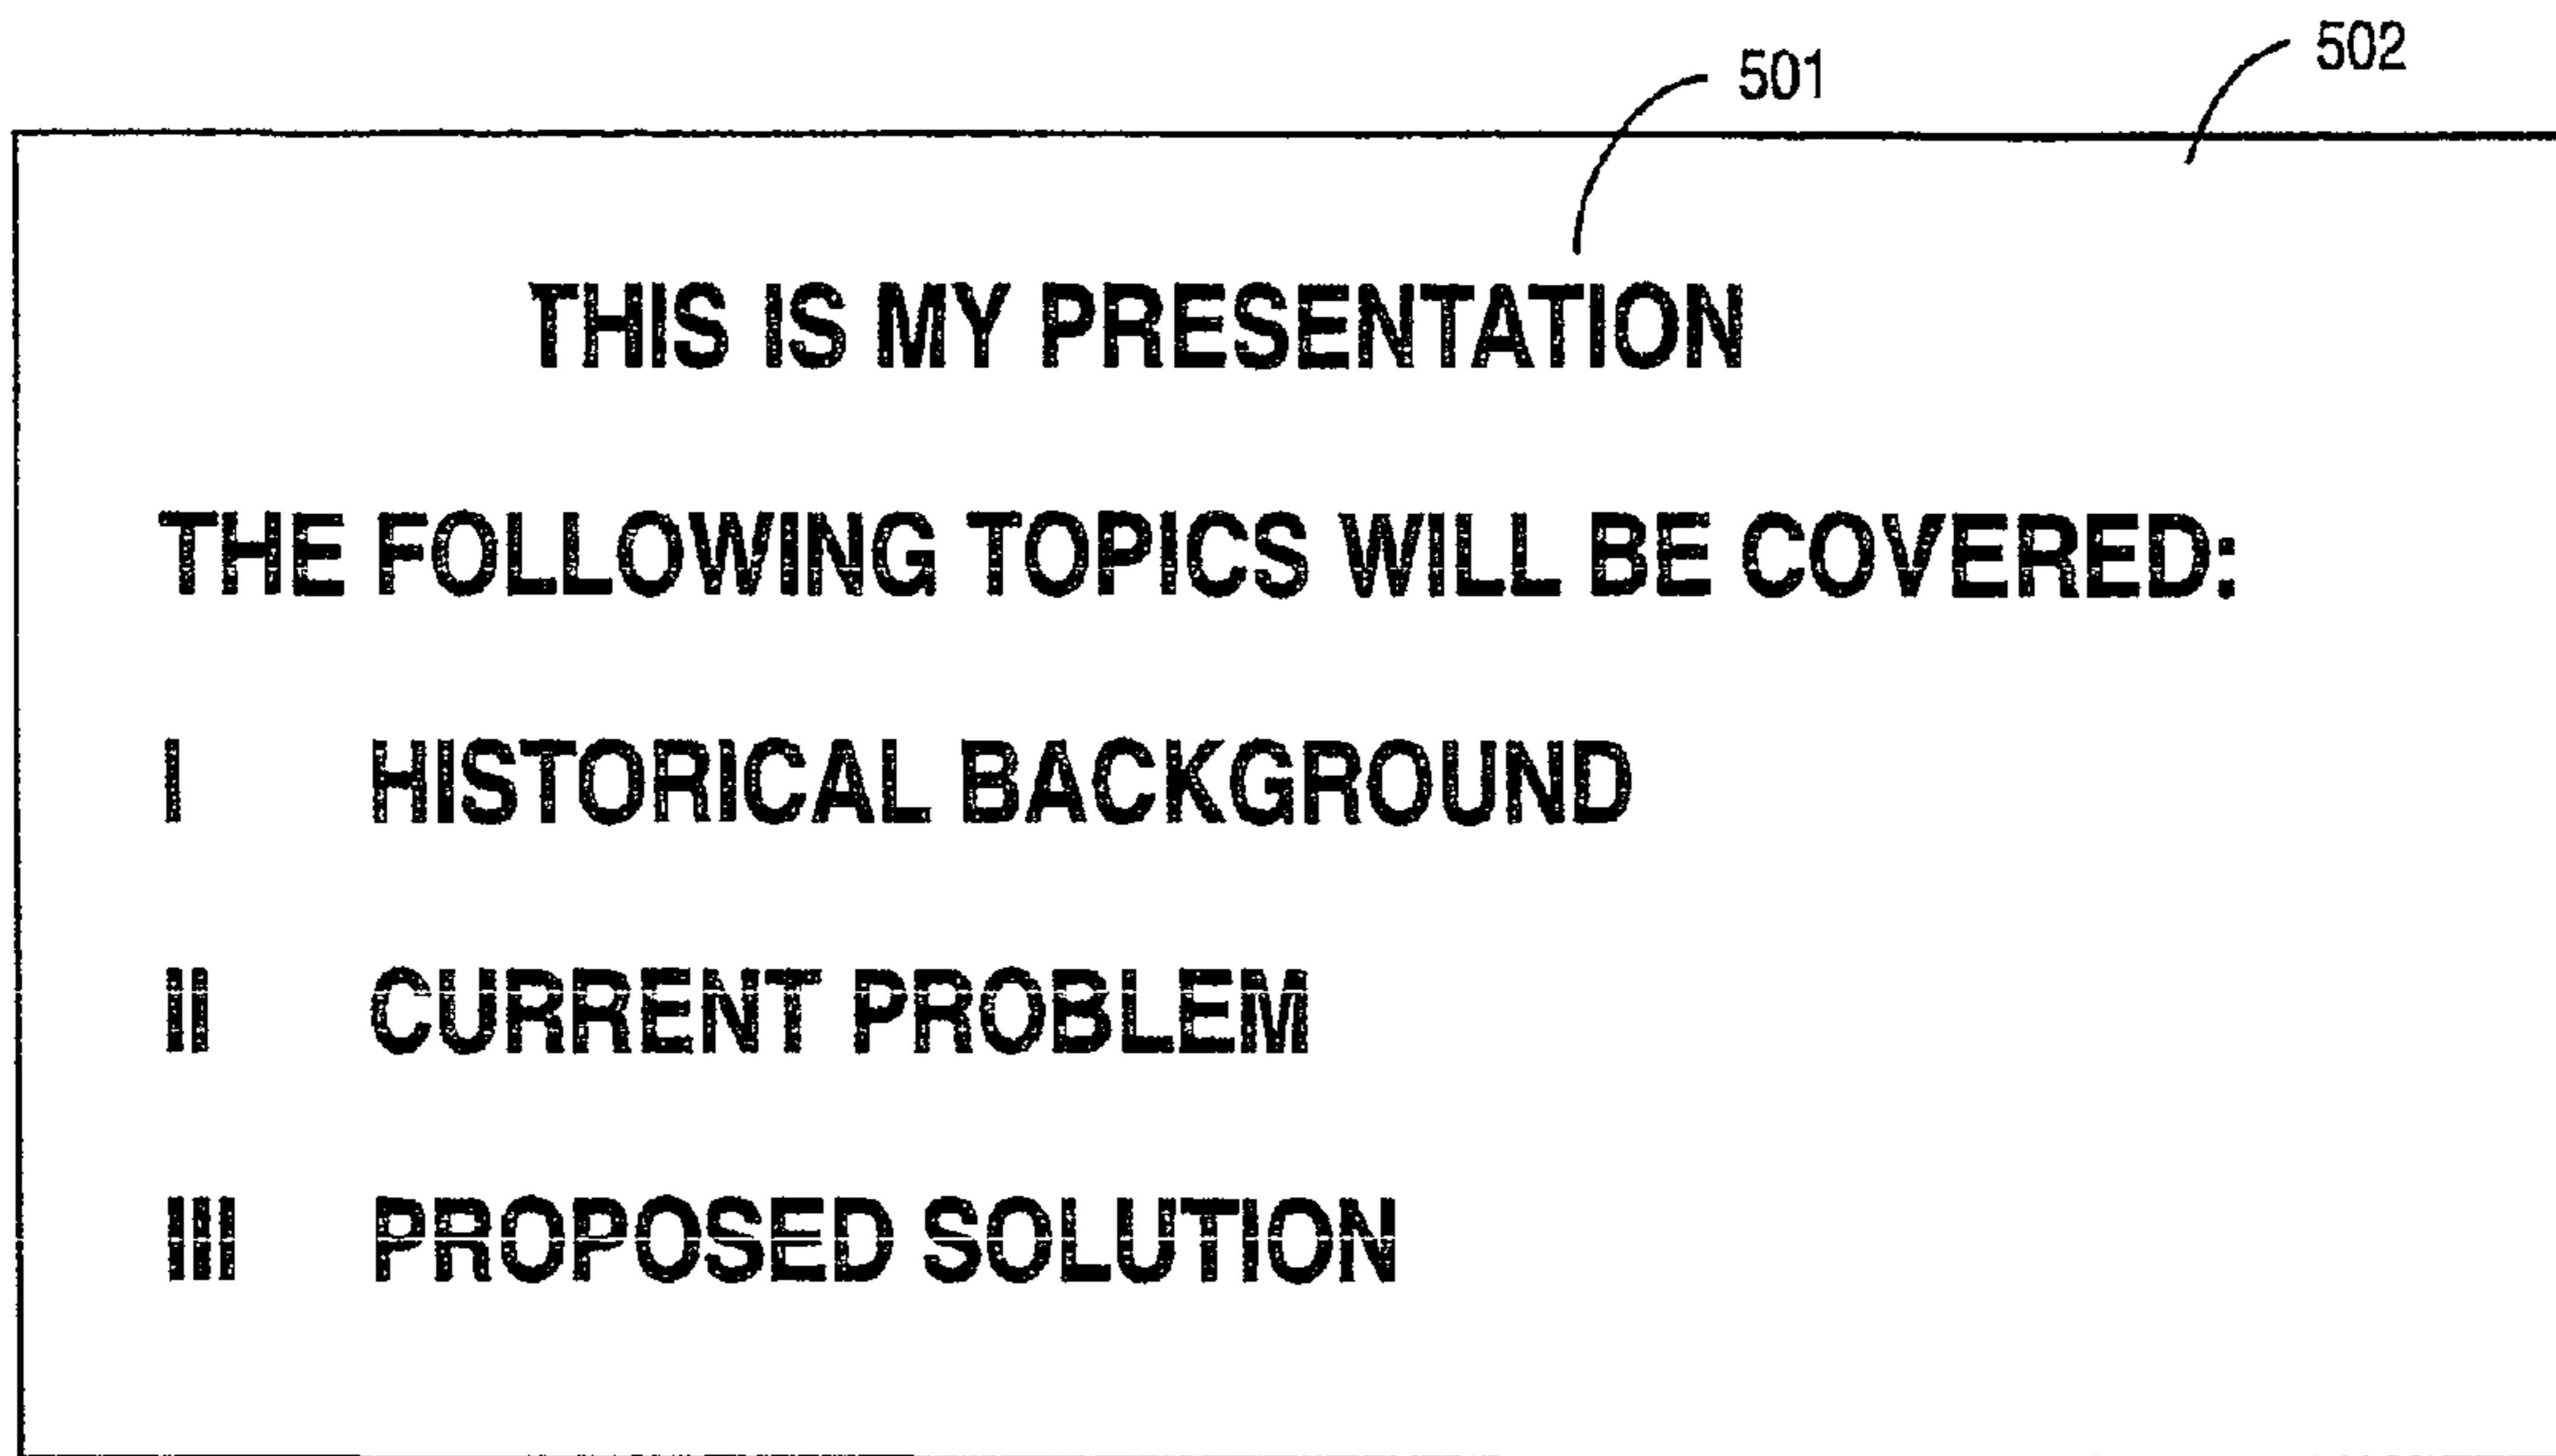 502
501
THIS IS MY PRESENTATION
THE FOLLOWING TOPICS WILL BE COVERED:
I HISTORICAL BACKGROUND
II CURRENT PROBLEM
III PROPOSED SOLUTION